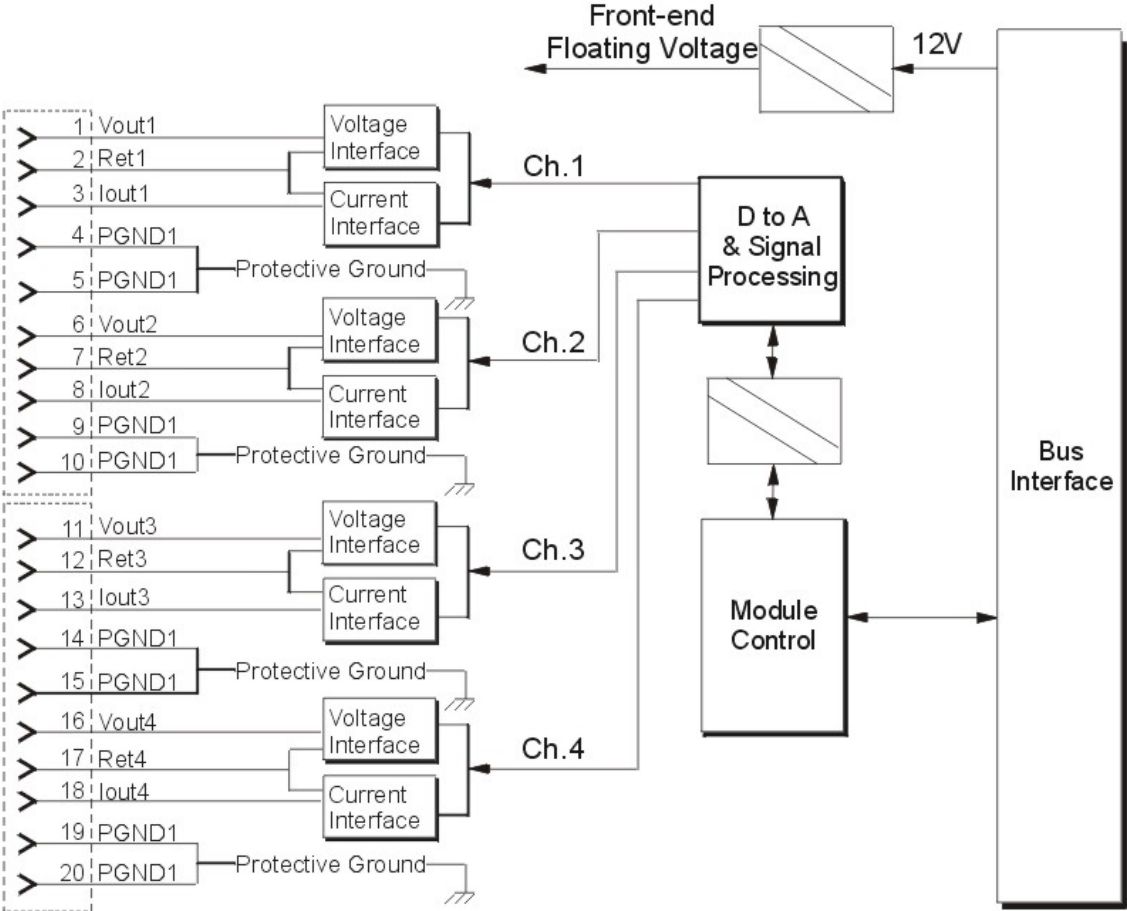 Front-end
Floating Voltage
12V
1 Vout1
2 Ret1
3 Iout1
4 PGND1
5 PGND1
Voltage
Interface
Current
Interface
Protective Ground
Ch.1
6 Vout2
7 Ret2
8 Iout2
9 PGND1
10 PGND1
Voltage
Interface
Current
Interface
Protective Ground
Ch.2
11 Vout3
12 Ret3
13 Iout3
14 PGND1
15 PGND1
Voltage
Interface
Current
Interface
Protective Ground
Ch.3
16 Vout4
17 Ret4
18 Iout4
19 PGND1
20 PGND1
Voltage
Interface
Current
Interface
Protective Ground
Ch.4
D to A
& Signal
Processing
Module
Control
Bus
Interface